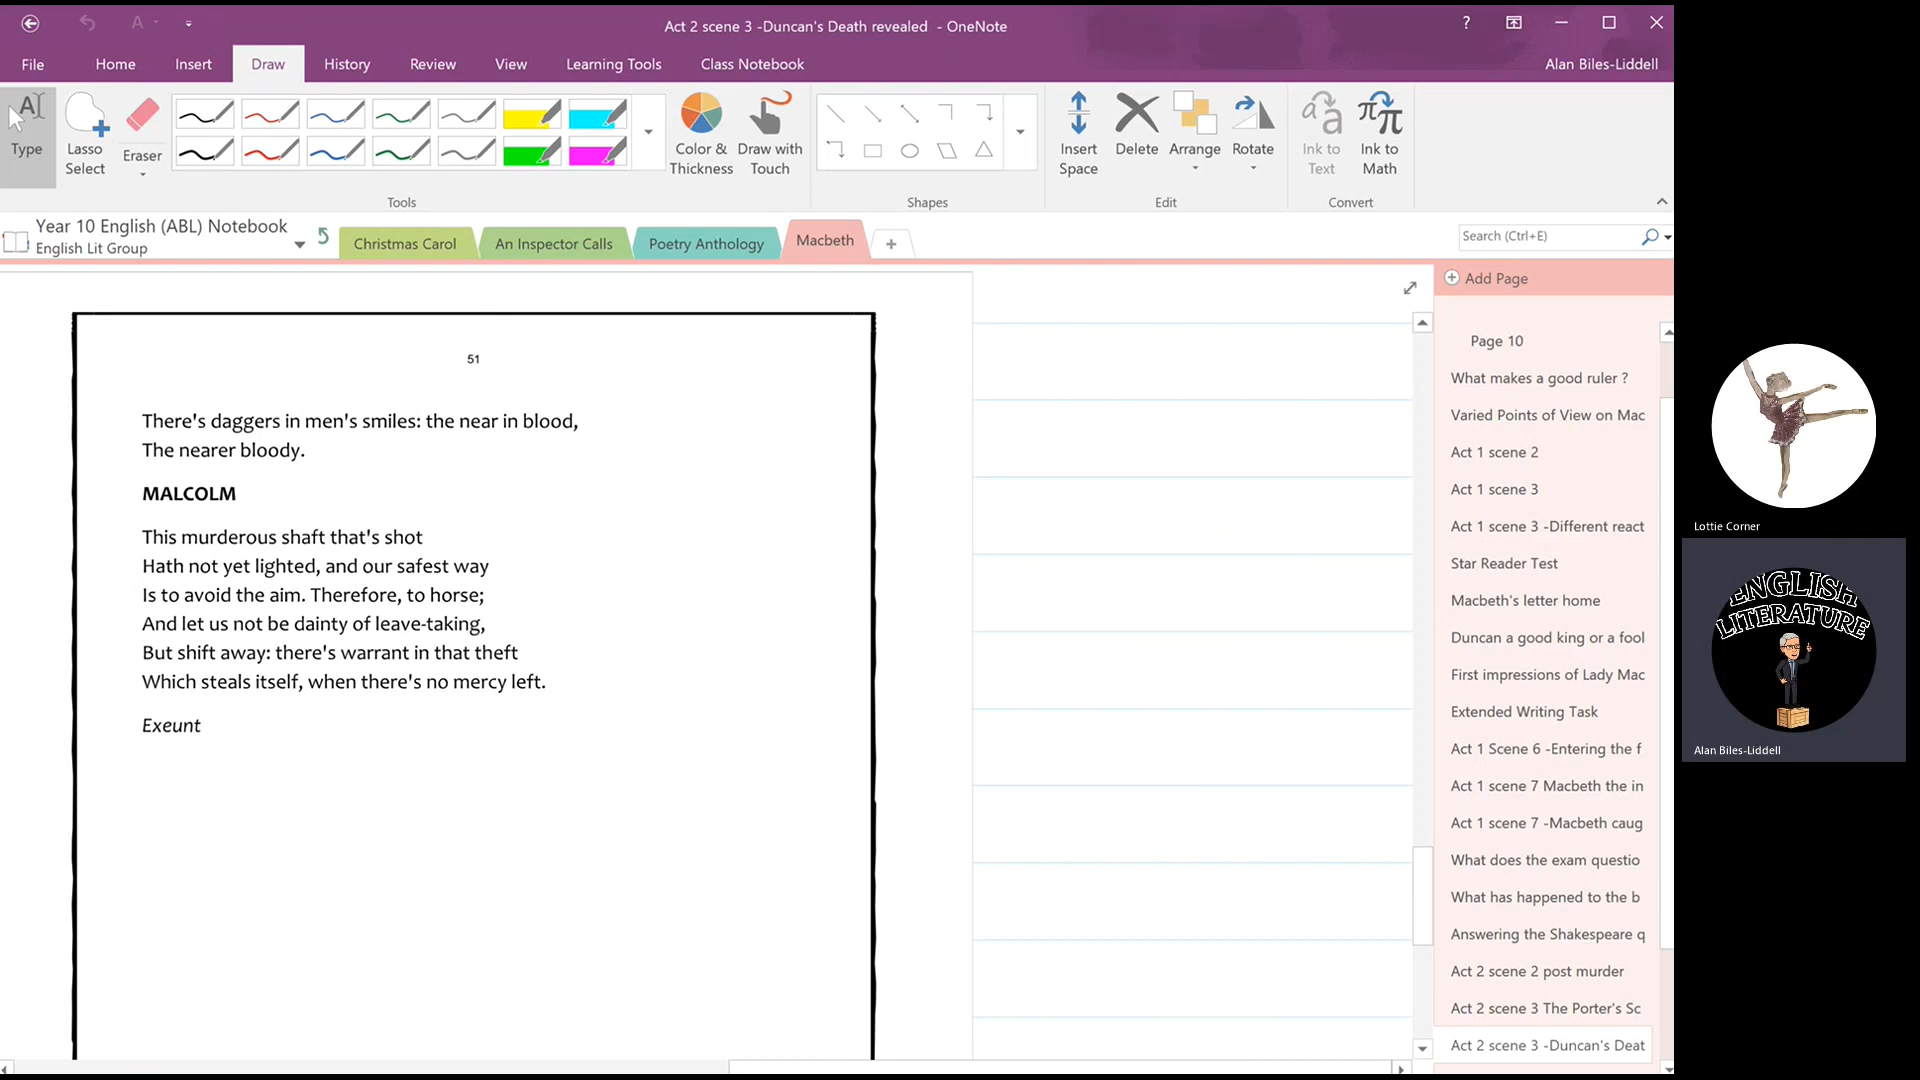 Act 2 scene 3 -Duncan's Death revealed - OneNote
?
File
Home
Insert
Draw
History
Review
View
Learning Tools
Class Notebook
Alan Biles-Liddell
Type
Lasso
Select
Eraser
Color &
Thickness
Draw with
Touch
Insert
Space
Delete
Arrange
Rotate
Ink to
Text
Ink to
Math
Tools
Shapes
Edit
Convert
Year 10 English (ABL) Notebook
English Lit Group
Christmas Carol
An Inspector Calls
Poetry Anthology
Macbeth
Search (Ctrl+E)
51
There's daggers in men's smiles: the near in blood,
The nearer bloody.
MALCOLM
This murderous shaft that's shot
Hath not yet lighted, and our safest way
Is to avoid the aim. Therefore, to horse;
And let us not be dainty of leave-taking,
But shift away: there's warrant in that theft
Which steals itself, when there's no mercy left.
Exeunt
Add Page
Page 10
What makes a good ruler ?
Varied Points of View on Mac
Act 1 scene 2
Act 1 scene 3
Act 1 scene 3 -Different react
Star Reader Test
Macbeth's letter home
Duncan a good king or a fool
First impressions of Lady Mac
Extended Writing Task
Act 1 Scene 6 -Entering the f
Act 1 scene 7 Macbeth the in
Act 1 scene 7 -Macbeth caug
What does the exam questio
What has happened to the b
Answering the Shakespeare q
Act 2 scene 2 post murder
Act 2 scene 3 The Porter's Sc
Act 2 scene 3 -Duncan's Deat
Lottie Corner
ENGLISH
LITERATURE
Alan Biles-Liddell